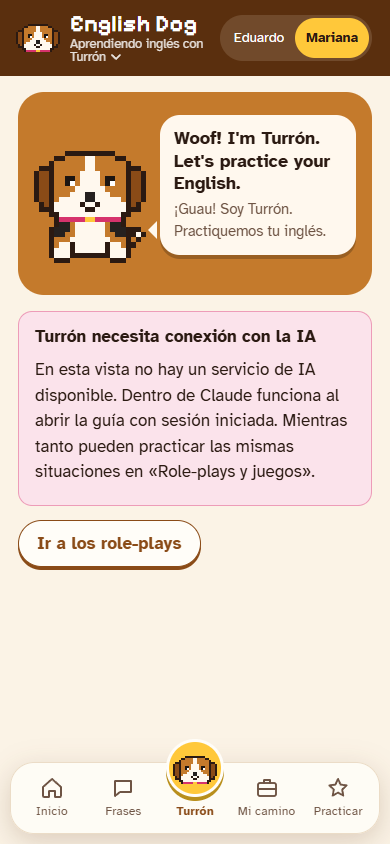 English Dog
Aprendiendo inglés con
Turrón
Eduardo
Mariana
Woof! I'm Turrón.
Let's practice your
English.
¡Guau! Soy Turrón.
Practiquemos tu inglés.
Turrón necesita conexión con la IA
En esta vista no hay un servicio de IA
disponible. Dentro de Claude funciona al
abrir la guía con sesión iniciada. Mientras
tanto pueden practicar las mismas
situaciones en «Role-plays y juegos».
Ir a los role-plays
Inicio
Frases
Turrón
Mi camino
Practicar